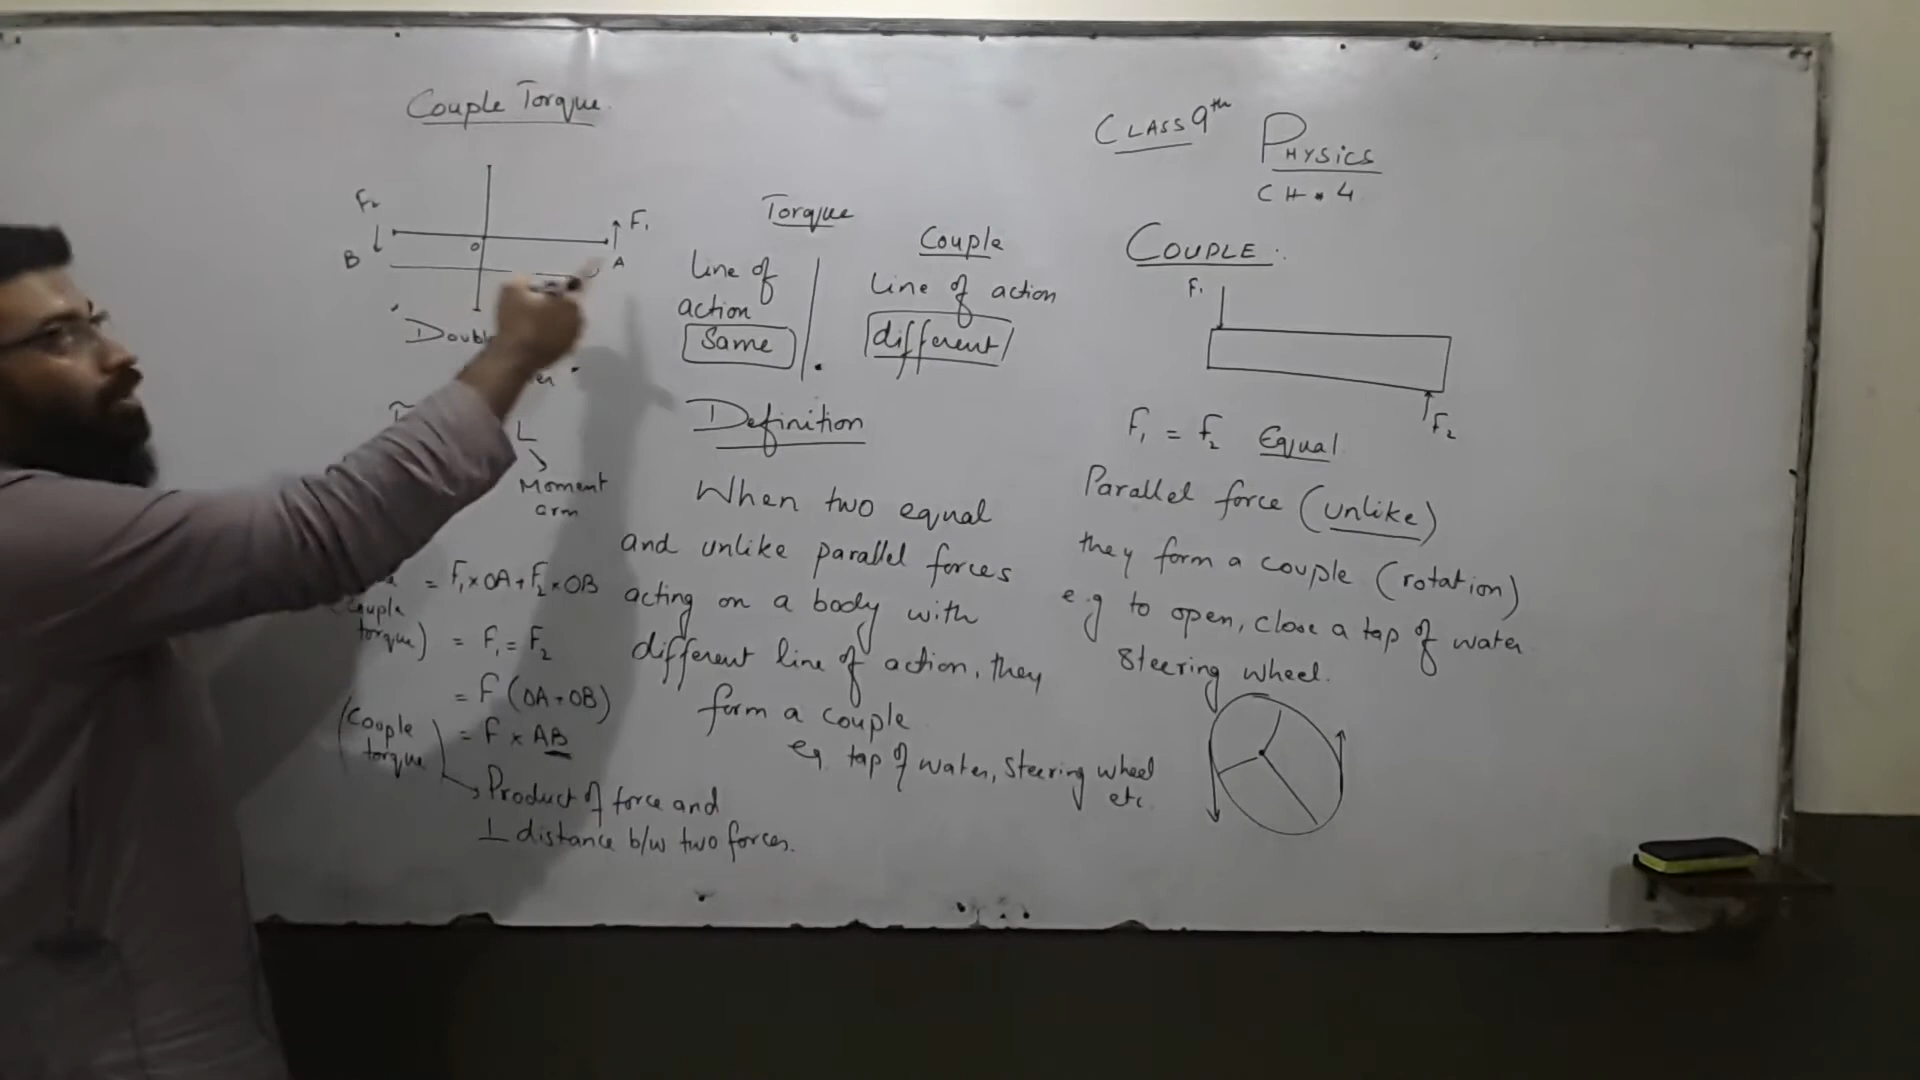 Couple Torque.
F₂
F₁
O
B
A
L
Moment
arm
= F₁×OA+F₂×OB
torque) = F₁ = F₂
= F (OA+OB)
(Couple
torque) = F × AB
Product of force and
⊥ distance b/w two forces.
Torque
Line of
action
Same
Couple
Line of action
different
Definition
When two equal
and unlike parallel forces
acting on a body with
different line of action, they
form a couple
eg tap of water, Steering wheel
etc
CLASS 9th
PHYSICS
CH.4
COUPLE:
F₁
F₂
F₁ = F₂ Equal
Parallel force (unlike)
they form a couple (rotation)
e.g to open, close a tap of water
Steering wheel.